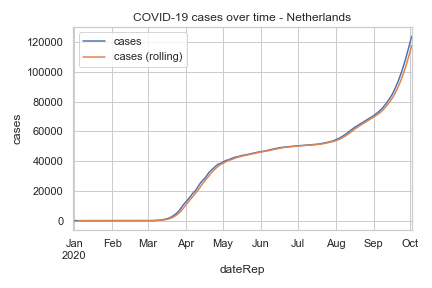 COVID-19 cases over time - Netherlands
cases
cases (rolling)
120000
100000
80000
60000
40000
20000
0
cases
Jan Feb Mar Apr May Jun Jul Aug Sep Oct
2020
dateRep